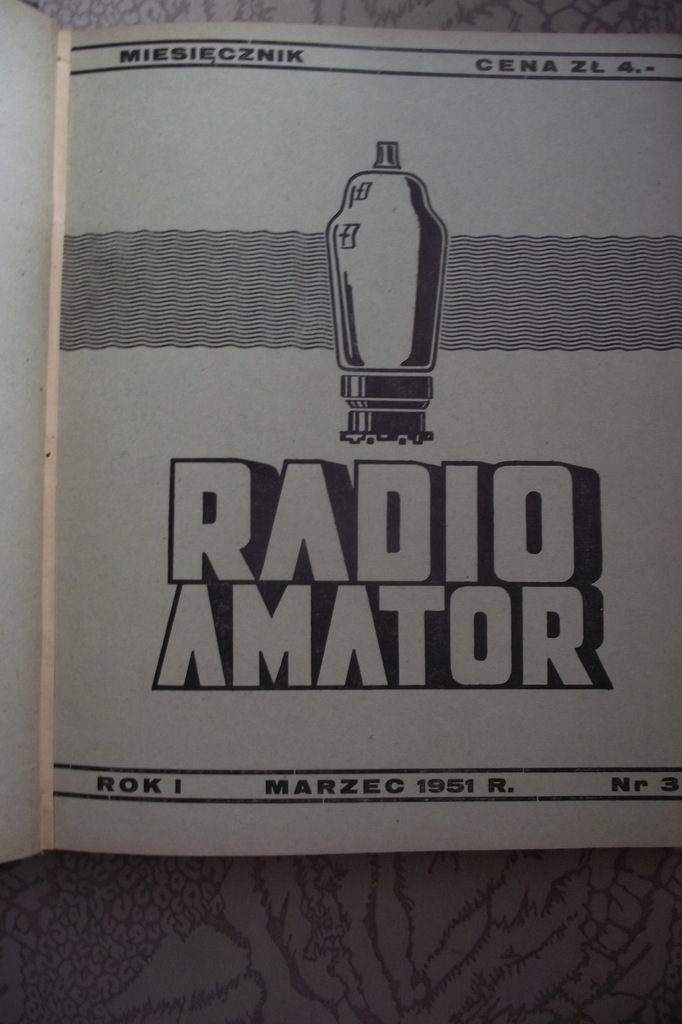 MIESIĘCZNIK CENA ZŁ 4.-
RADIO
AMATOR
ROK I MARZEC 1951 R. Nr 3